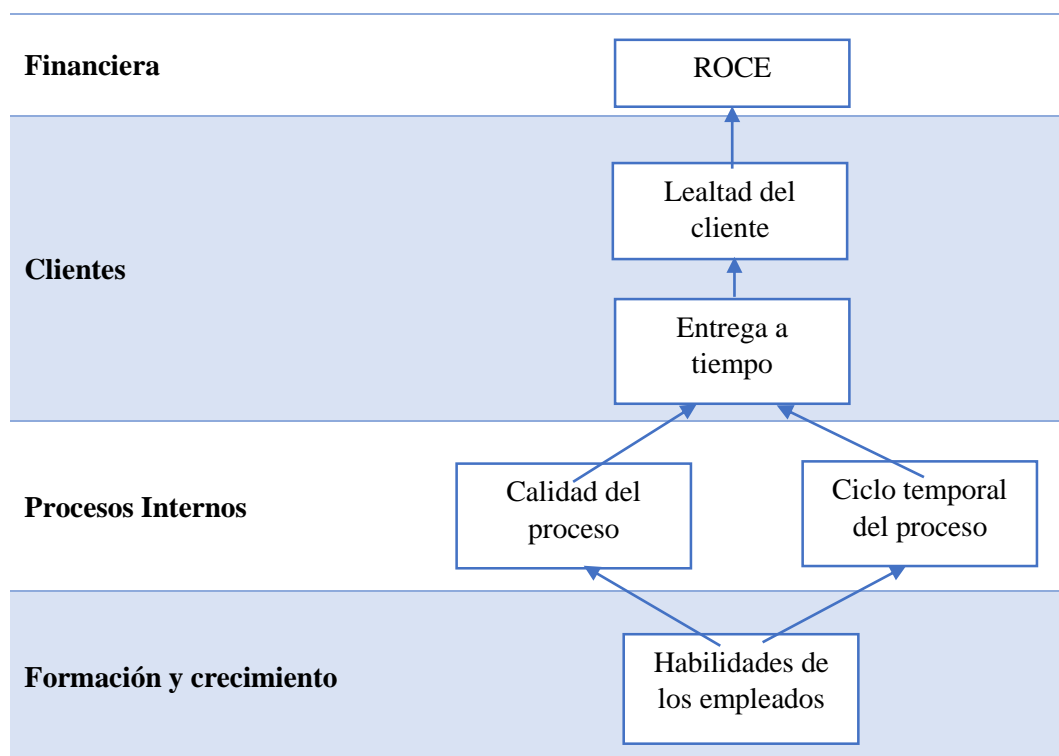 Financiera
ROCE
Clientes
Lealtad del
cliente
Entrega a
tiempo
Procesos Internos
Calidad del
proceso
Ciclo temporal
del proceso
Formación y crecimiento
Habilidades de
los empleados